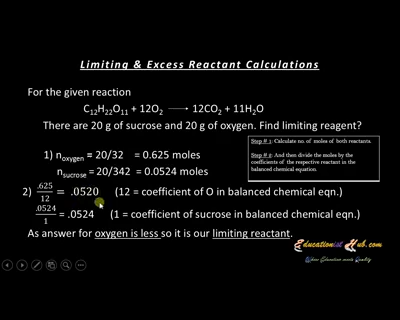 Limiting & Excess Reactant Calculations
For the given reaction
C₁₂H₂₂O₁₁ + 12O₂ ⟶ 12CO₂ + 11H₂O
There are 20 g of sucrose and 20 g of oxygen. Find limiting reagent?
Step # 1: Calculate no. of moles of both reactants.
Step # 2: And then divide the moles by the
coefficients of the respective reactant in the
balanced chemical equation.
1) nₒₓᵧgₑₙ = 20/32 = 0.625 moles
n_sucrose = 20/342 = 0.0524 moles
2) .625/12 = .0520 (12 = coefficient of O in balanced chemical eqn.)
.0524/1 = .0524 (1 = coefficient of sucrose in balanced chemical eqn.)
As answer for oxygen is less so it is our limiting reactant.
Educationist Hub.com
Where Education meets Quality